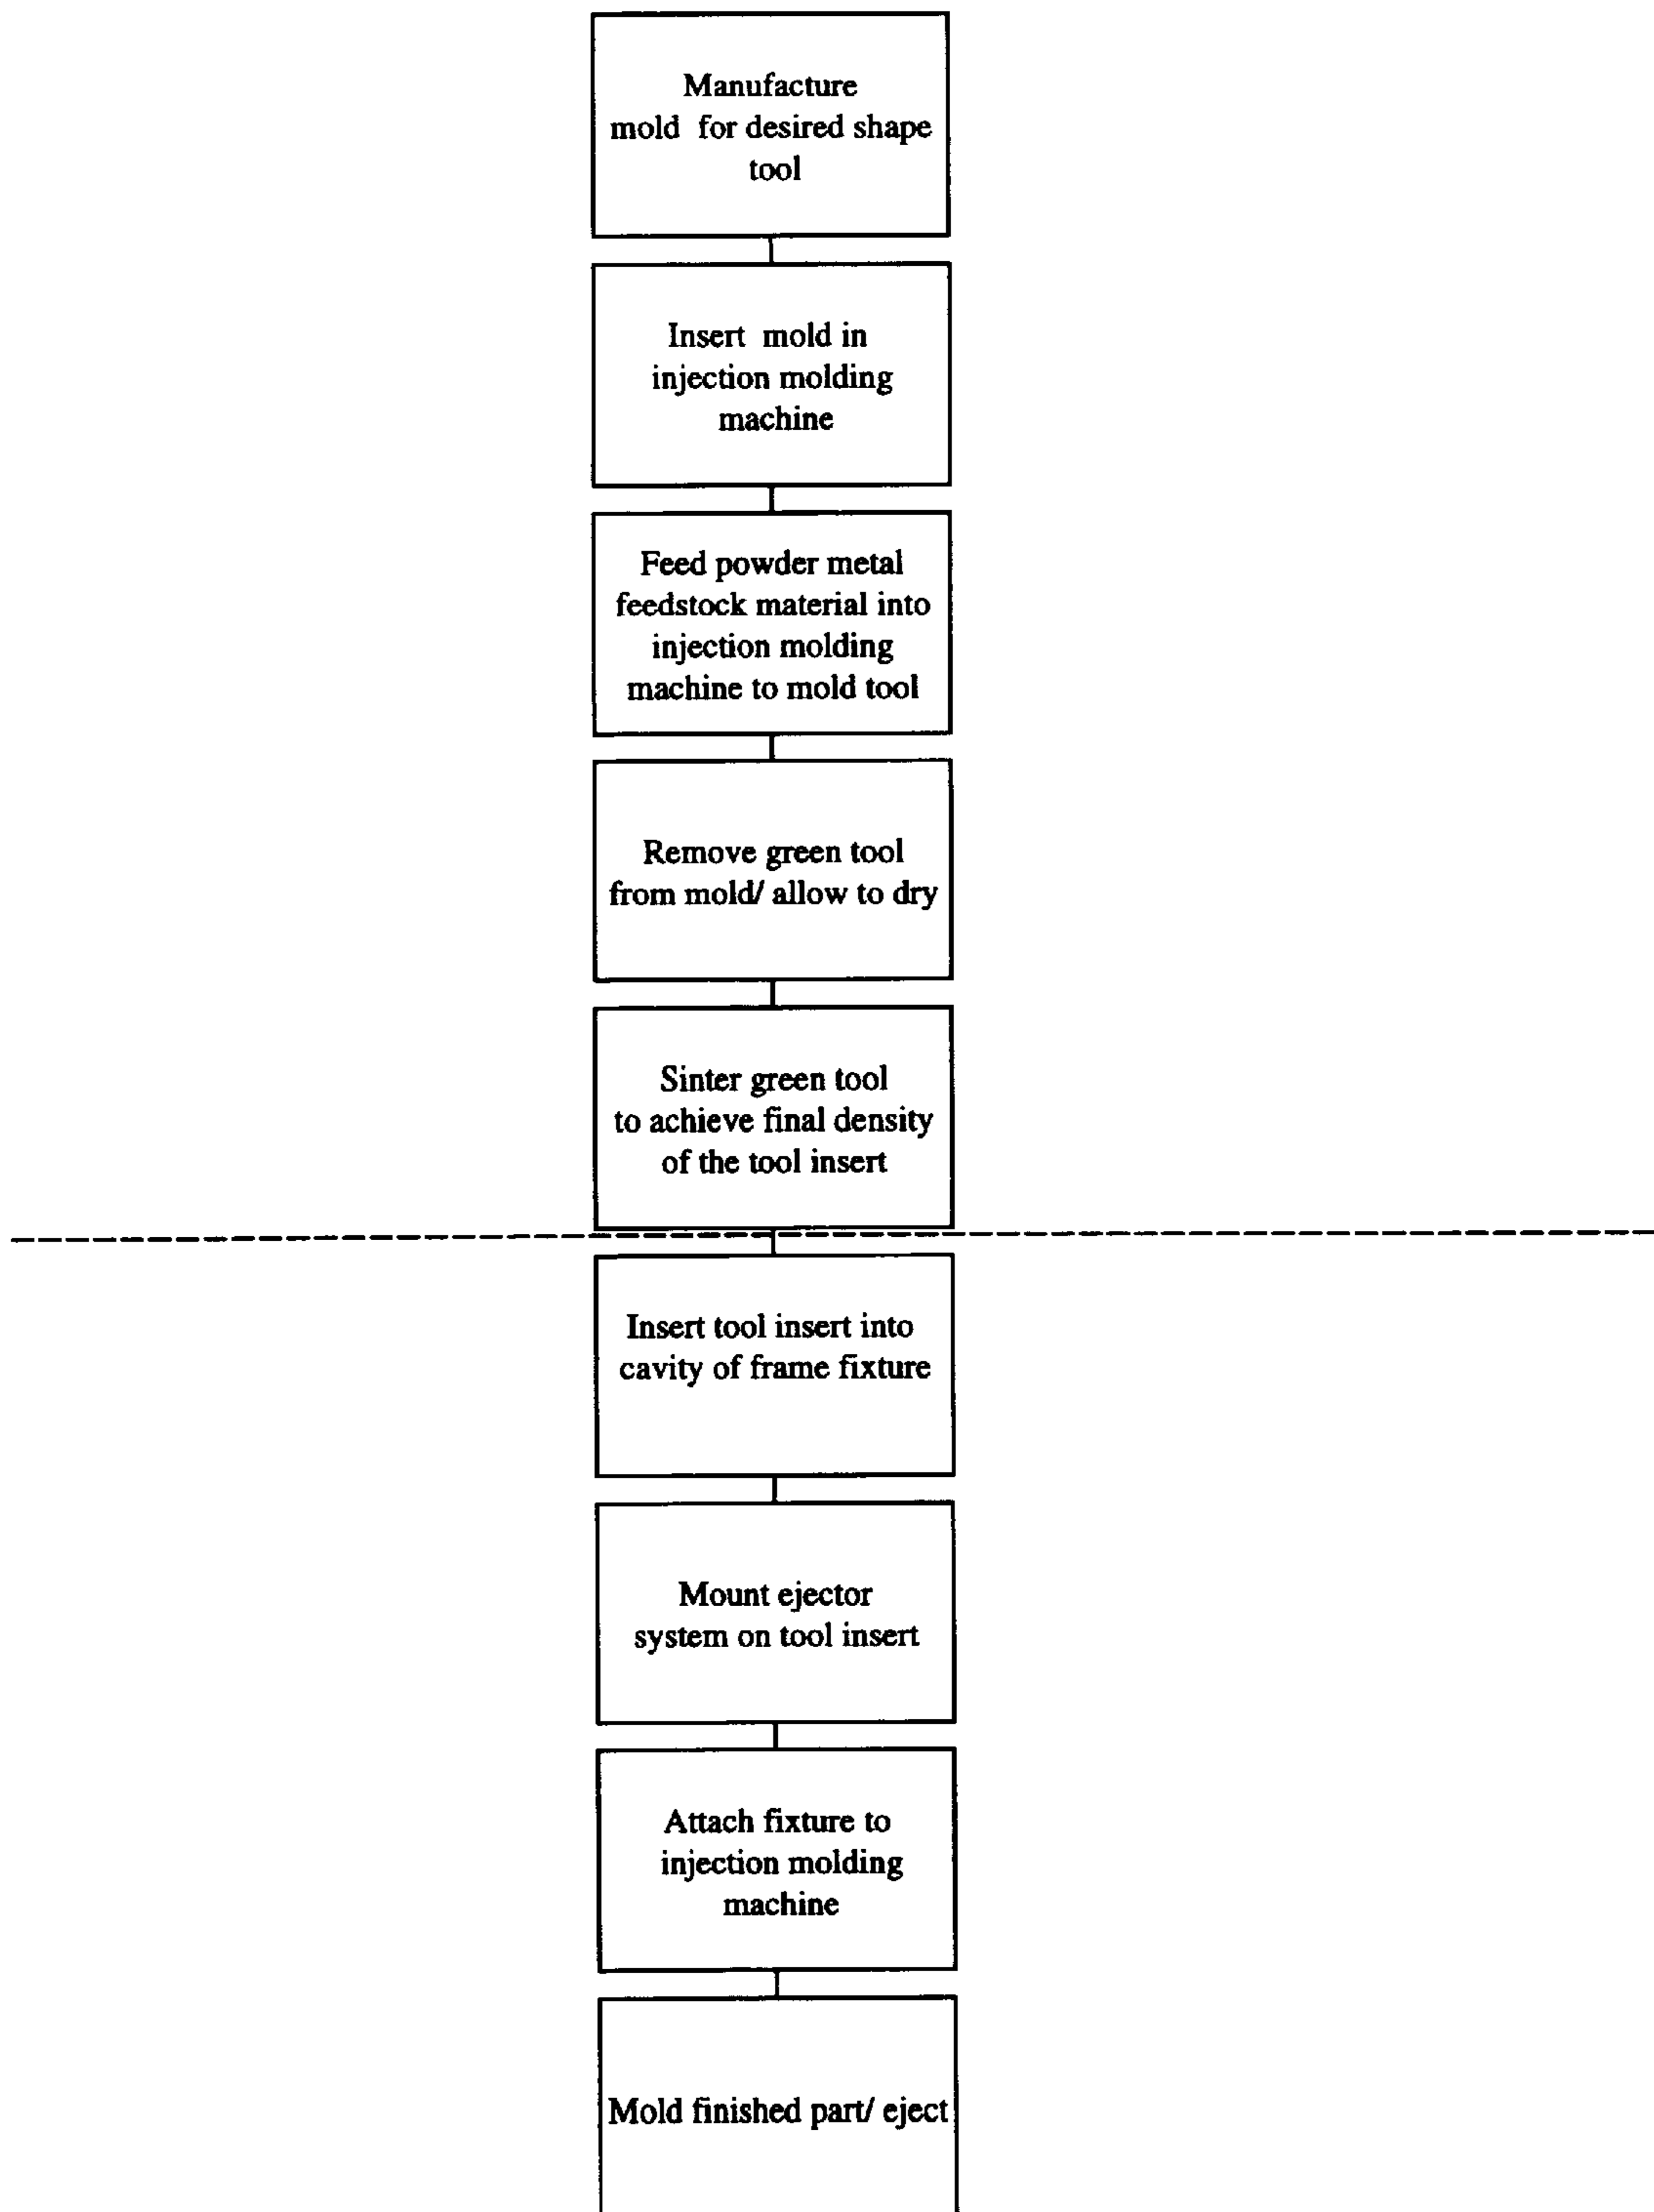 Manufacture
mold for desired shape
tool
Insert mold in
injection molding
machine
Feed powder metal
feedstock material into
injection molding
machine to mold tool
Remove green tool
from mold/ allow to dry
Sinter green tool
to achieve final density
of the tool insert
Insert tool insert into
cavity of frame fixture
Mount ejector
system on tool insert
Attach fixture to
injection molding
machine
Mold finished part/ eject